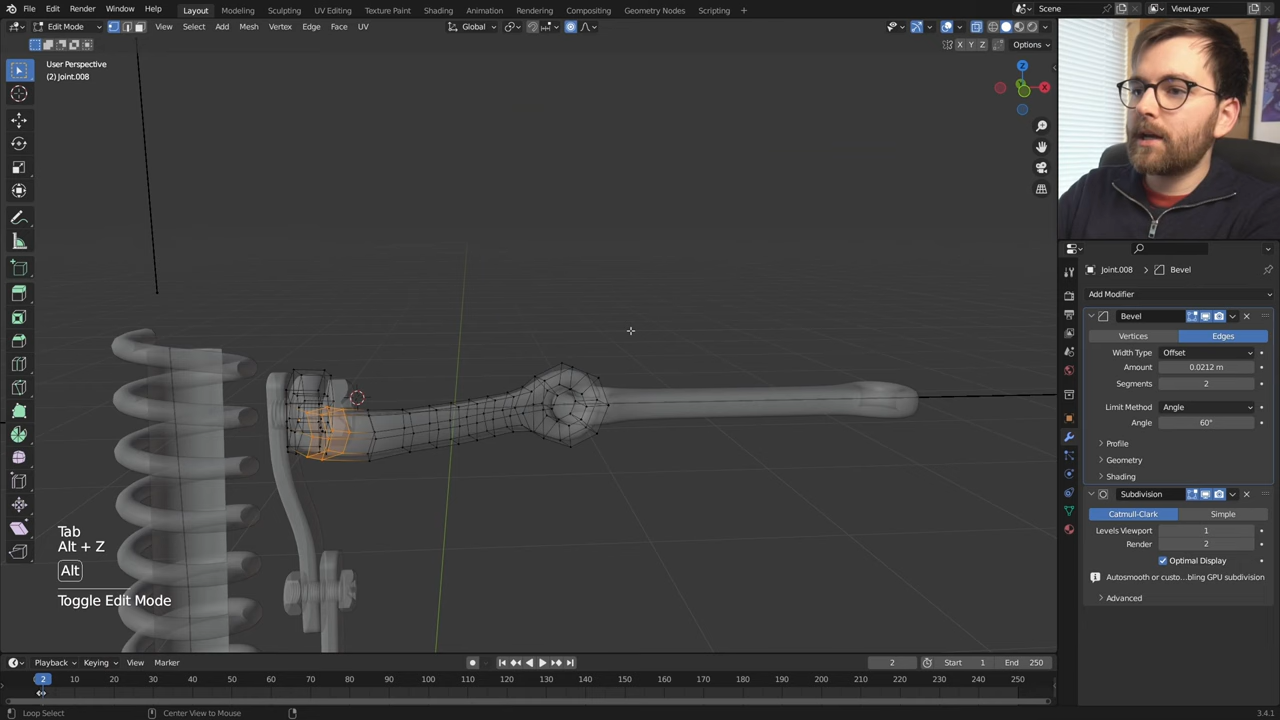 File Edit Render Window Help Layout Modeling Sculpting UV Editing Texture Paint Shading Animation Rendering Compositing Geometry Nodes Scripting Scene ViewLayer
Edit Mode View Select Add Mesh Vertex Edge Face UV Global
X Y Z Options
User Perspective
(2) Joint.008
Z
X
Y
Joint.008 Bevel
Add Modifier
Bevel
Vertices Edges
Width Type Offset
Amount 0.0212 m
Segments 2
Limit Method Angle
Angle 60°
Profile
Geometry
Shading
Subdivision
Catmull-Clark Simple
Levels Viewport 1
Render 2
Optimal Display
Autosmooth or custo...bling GPU subdivision
Advanced
Tab
Alt + Z
Alt
Toggle Edit Mode
Playback Keying View Marker 2 Start 1 End 250
0 2 10 20 30 40 50 60 70 80 90 100 110 120 130 140 150 160 170 180 190 200 210 220 230 240 250
Loop Select Center View to Mouse 3.4.1